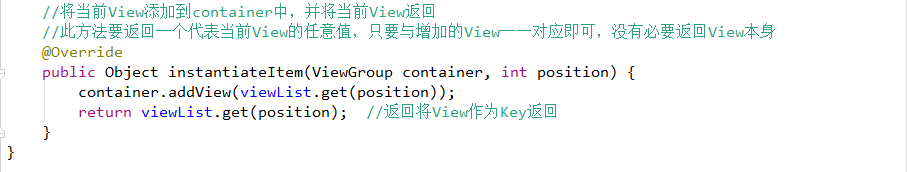 //将当前View添加到container中，并将当前View返回
//此方法要返回一个代表当前View的任意值，只要与增加的View一一对应即可，没有必要返回View本身
@Override
public Object instantiateItem(ViewGroup container, int position) {
container.addView(viewList.get(position));
return viewList.get(position);  //返回将View作为Key返回
}
}